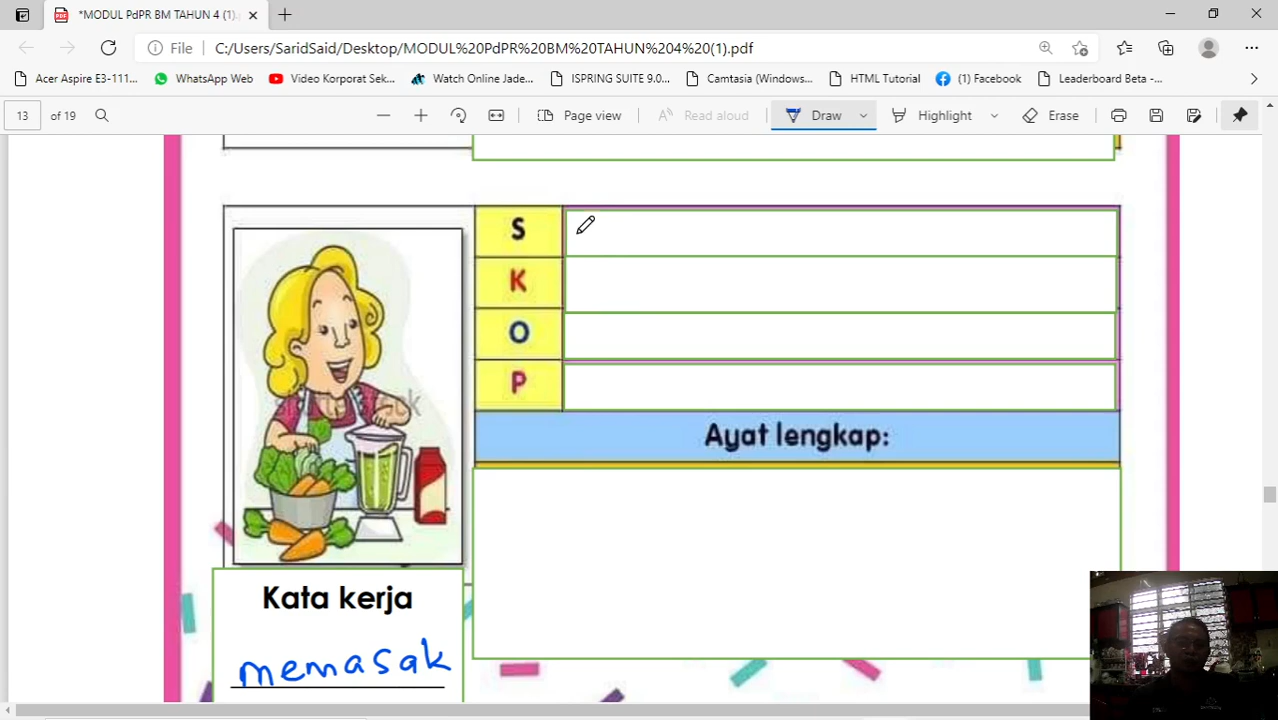 *MODUL PdPR BM TAHUN 4 (1).
File C:/Users/SaridSaid/Desktop/MODUL%20PdPR%20BM%20TAHUN%204%20(1).pdf
Acer Aspire E3-111... WhatsApp Web Video Korporat Sek... Watch Online Jade... ISPRING SUITE 9.0... Camtasia (Windows... HTML Tutorial (1) Facebook Leaderboard Beta -...
13 of 19 Page view Read aloud Draw Highlight Erase
S
K
O
P
Ayat lengkap:
Kata kerja
memasak